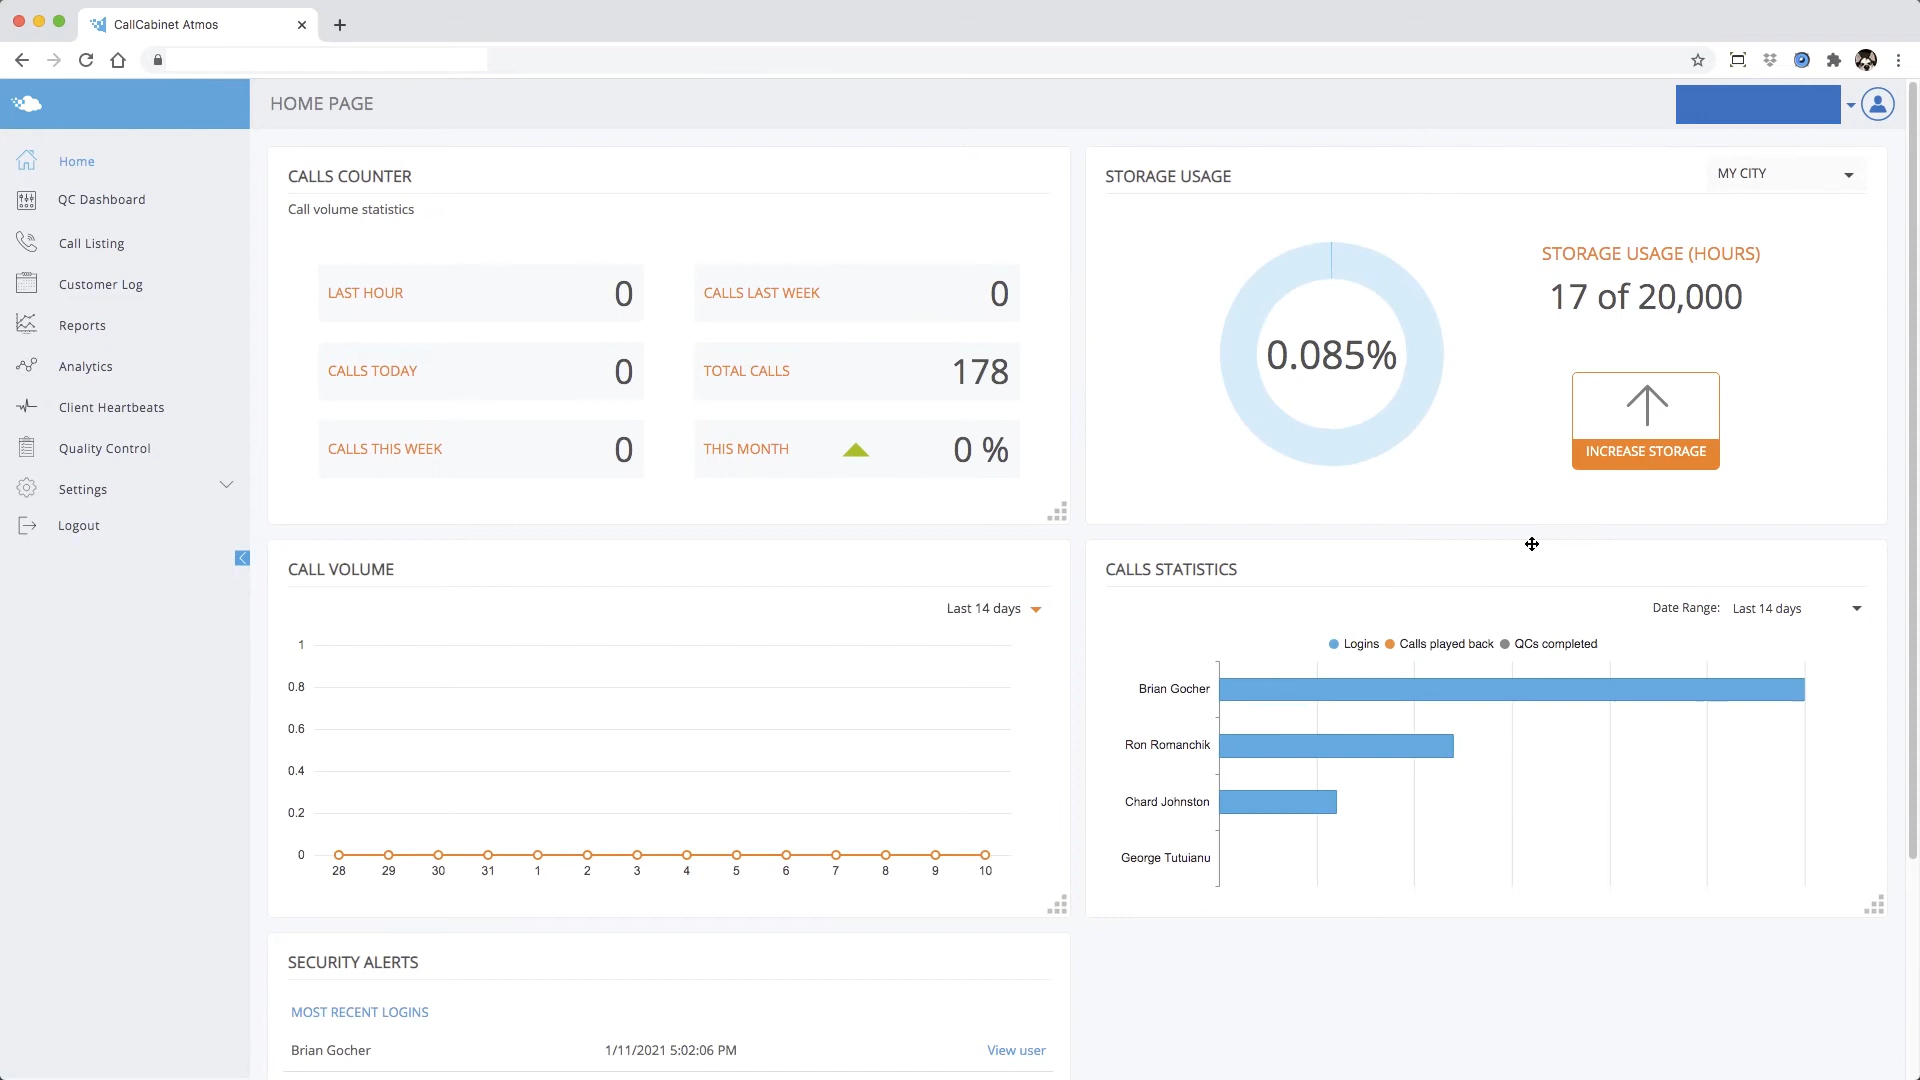 CallCabinet Atmos
HOME PAGE
Home
QC Dashboard
Call Listing
Customer Log
Reports
Analytics
Client Heartbeats
Quality Control
Settings
Logout
CALLS COUNTER
Call volume statistics
LAST HOUR 0
CALLS LAST WEEK 0
CALLS TODAY 0
TOTAL CALLS 178
CALLS THIS WEEK 0
THIS MONTH 0 %
STORAGE USAGE
MY CITY
0.085%
STORAGE USAGE (HOURS)
17 of 20,000
INCREASE STORAGE
CALL VOLUME
Last 14 days
1
0.8
0.6
0.4
0.2
0
28 29 30 31 1 2 3 4 5 6 7 8 9 10
CALLS STATISTICS
Date Range: Last 14 days
Logins Calls played back QCs completed
Brian Gocher
Ron Romanchik
Chard Johnston
George Tutuianu
SECURITY ALERTS
MOST RECENT LOGINS
Brian Gocher 1/11/2021 5:02:06 PM View user